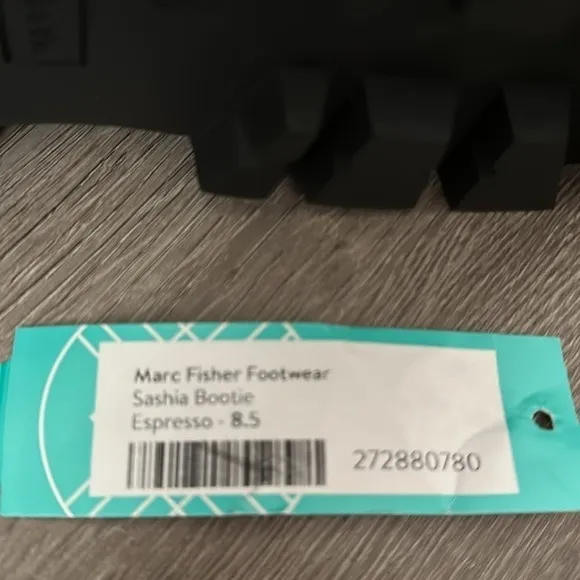 Marc Fisher Footwear
Sashia Bootie
Espresso - 8.5
272880780